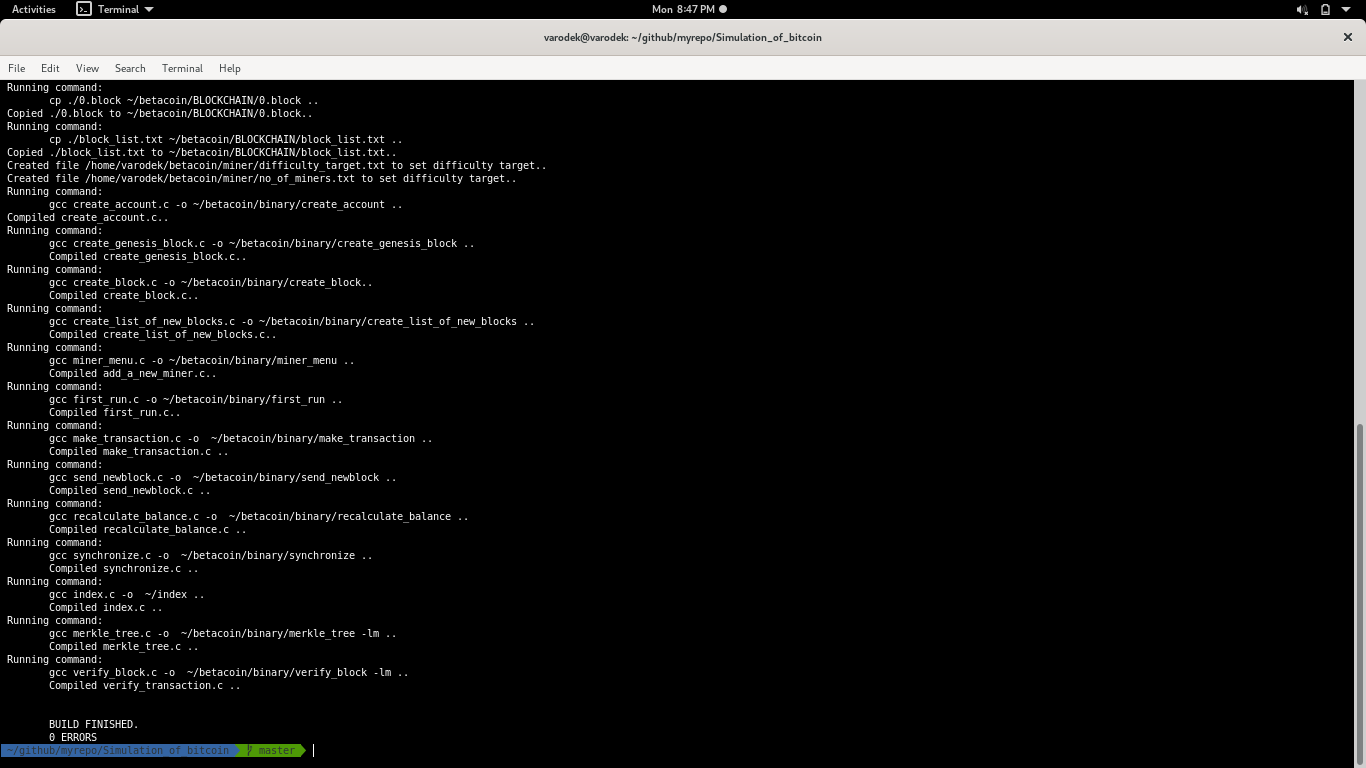 Activities Terminal Mon 8:47 PM
varodek@varodek: ~/github/myrepo/Simulation_of_bitcoin
File Edit View Search Terminal Help
Running command:
cp ./0.block ~/betacoin/BLOCKCHAIN/0.block ..
Copied ./0.block to ~/betacoin/BLOCKCHAIN/0.block..
Running command:
cp ./block_list.txt ~/betacoin/BLOCKCHAIN/block_list.txt ..
Copied ./block_list.txt to ~/betacoin/BLOCKCHAIN/block_list.txt..
Created file /home/varodek/betacoin/miner/difficulty_target.txt to set difficulty target..
Created file /home/varodek/betacoin/miner/no_of_miners.txt to set difficulty target..
Running command:
gcc create_account.c -o ~/betacoin/binary/create_account ..
Compiled create_account.c..
Running command:
gcc create_genesis_block.c -o ~/betacoin/binary/create_genesis_block ..
Compiled create_genesis_block.c..
Running command:
gcc create_block.c -o ~/betacoin/binary/create_block..
Compiled create_block.c..
Running command:
gcc create_list_of_new_blocks.c -o ~/betacoin/binary/create_list_of_new_blocks ..
Compiled create_list_of_new_blocks.c..
Running command:
gcc miner_menu.c -o ~/betacoin/binary/miner_menu ..
Compiled add_a_new_miner.c..
Running command:
gcc first_run.c -o ~/betacoin/binary/first_run ..
Compiled first_run.c..
Running command:
gcc make_transaction.c -o  ~/betacoin/binary/make_transaction ..
Compiled make_transaction.c ..
Running command:
gcc send_newblock.c -o  ~/betacoin/binary/send_newblock ..
Compiled send_newblock.c ..
Running command:
gcc recalculate_balance.c -o  ~/betacoin/binary/recalculate_balance ..
Compiled recalculate_balance.c ..
Running command:
gcc synchronize.c -o  ~/betacoin/binary/synchronize ..
Compiled synchronize.c ..
Running command:
gcc index.c -o  ~/index ..
Compiled index.c ..
Running command:
gcc merkle_tree.c -o  ~/betacoin/binary/merkle_tree -lm ..
Compiled merkle_tree.c ..
Running command:
gcc verify_block.c -o  ~/betacoin/binary/verify_block -lm ..
Compiled verify_transaction.c ..
BUILD FINISHED.
0 ERRORS
~/github/myrepo/Simulation_of_bitcoin master